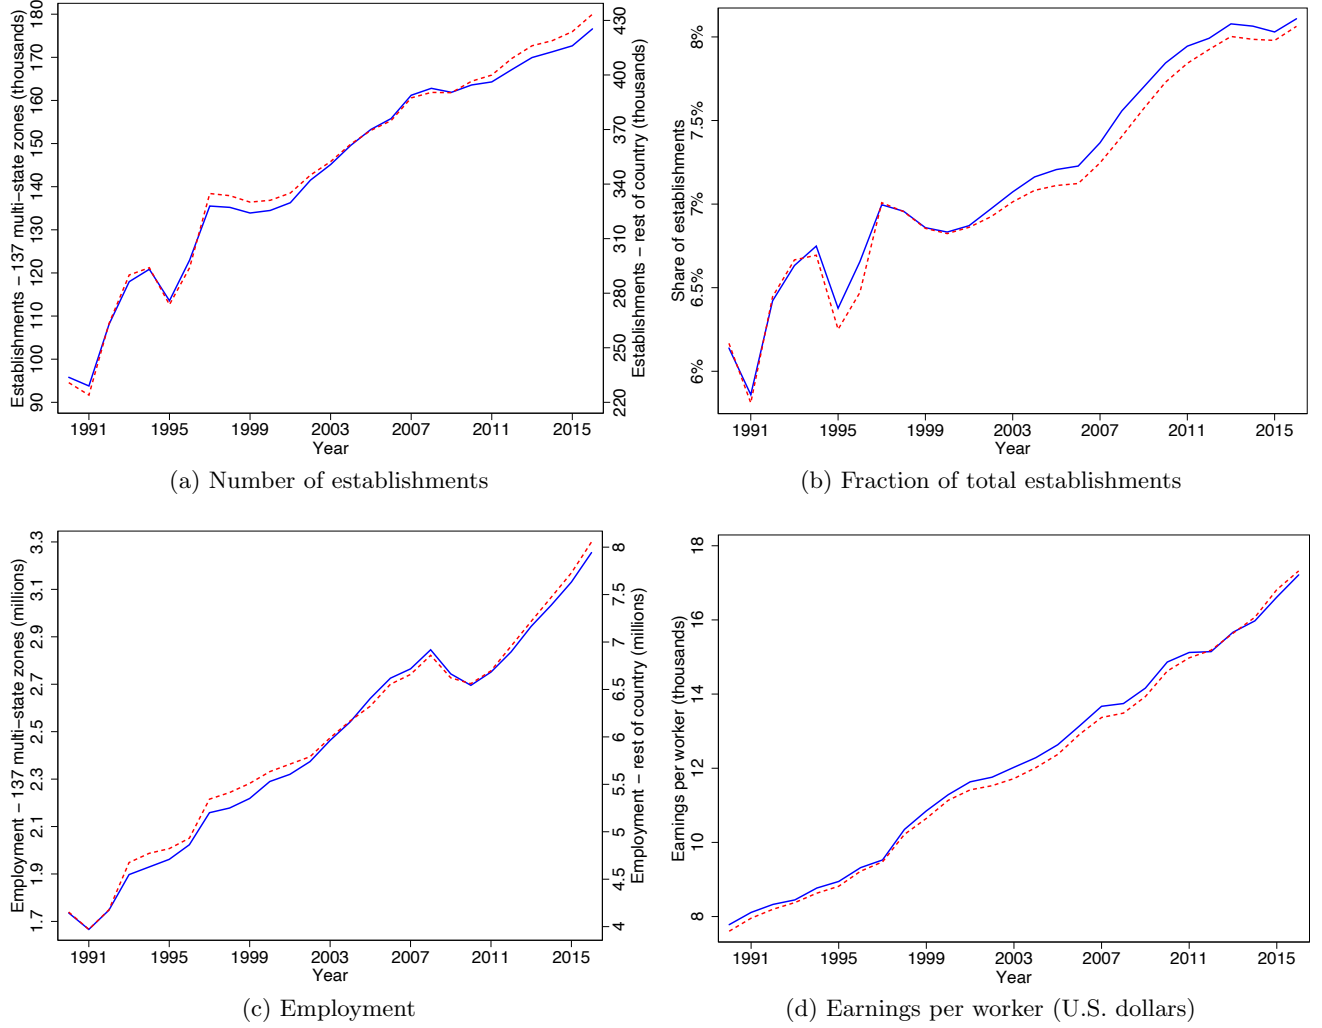 Establishments − 137 multi−state zones (thousands)
180
170
160
150
140
130
120
110
100
90
430
400
370
340
310
280
250
220
Establishments − rest of country (thousands)
1991 1995 1999 2003 2007 2011 2015
Year
(a) Number of establishments
Share of establishments
8%
7.5%
7%
6.5%
6%
1991 1995 1999 2003 2007 2011 2015
Year
(b) Fraction of total establishments
Employment − 137 multi−state zones (millions)
3.3
3.1
2.9
2.7
2.5
2.3
2.1
1.9
1.7
8
7.5
7
6.5
6
5.5
5
4.5
4
Employment − rest of country (millions)
1991 1995 1999 2003 2007 2011 2015
Year
(c) Employment
Earnings per worker (thousands)
18
16
14
12
10
8
1991 1995 1999 2003 2007 2011 2015
Year
(d) Earnings per worker (U.S. dollars)